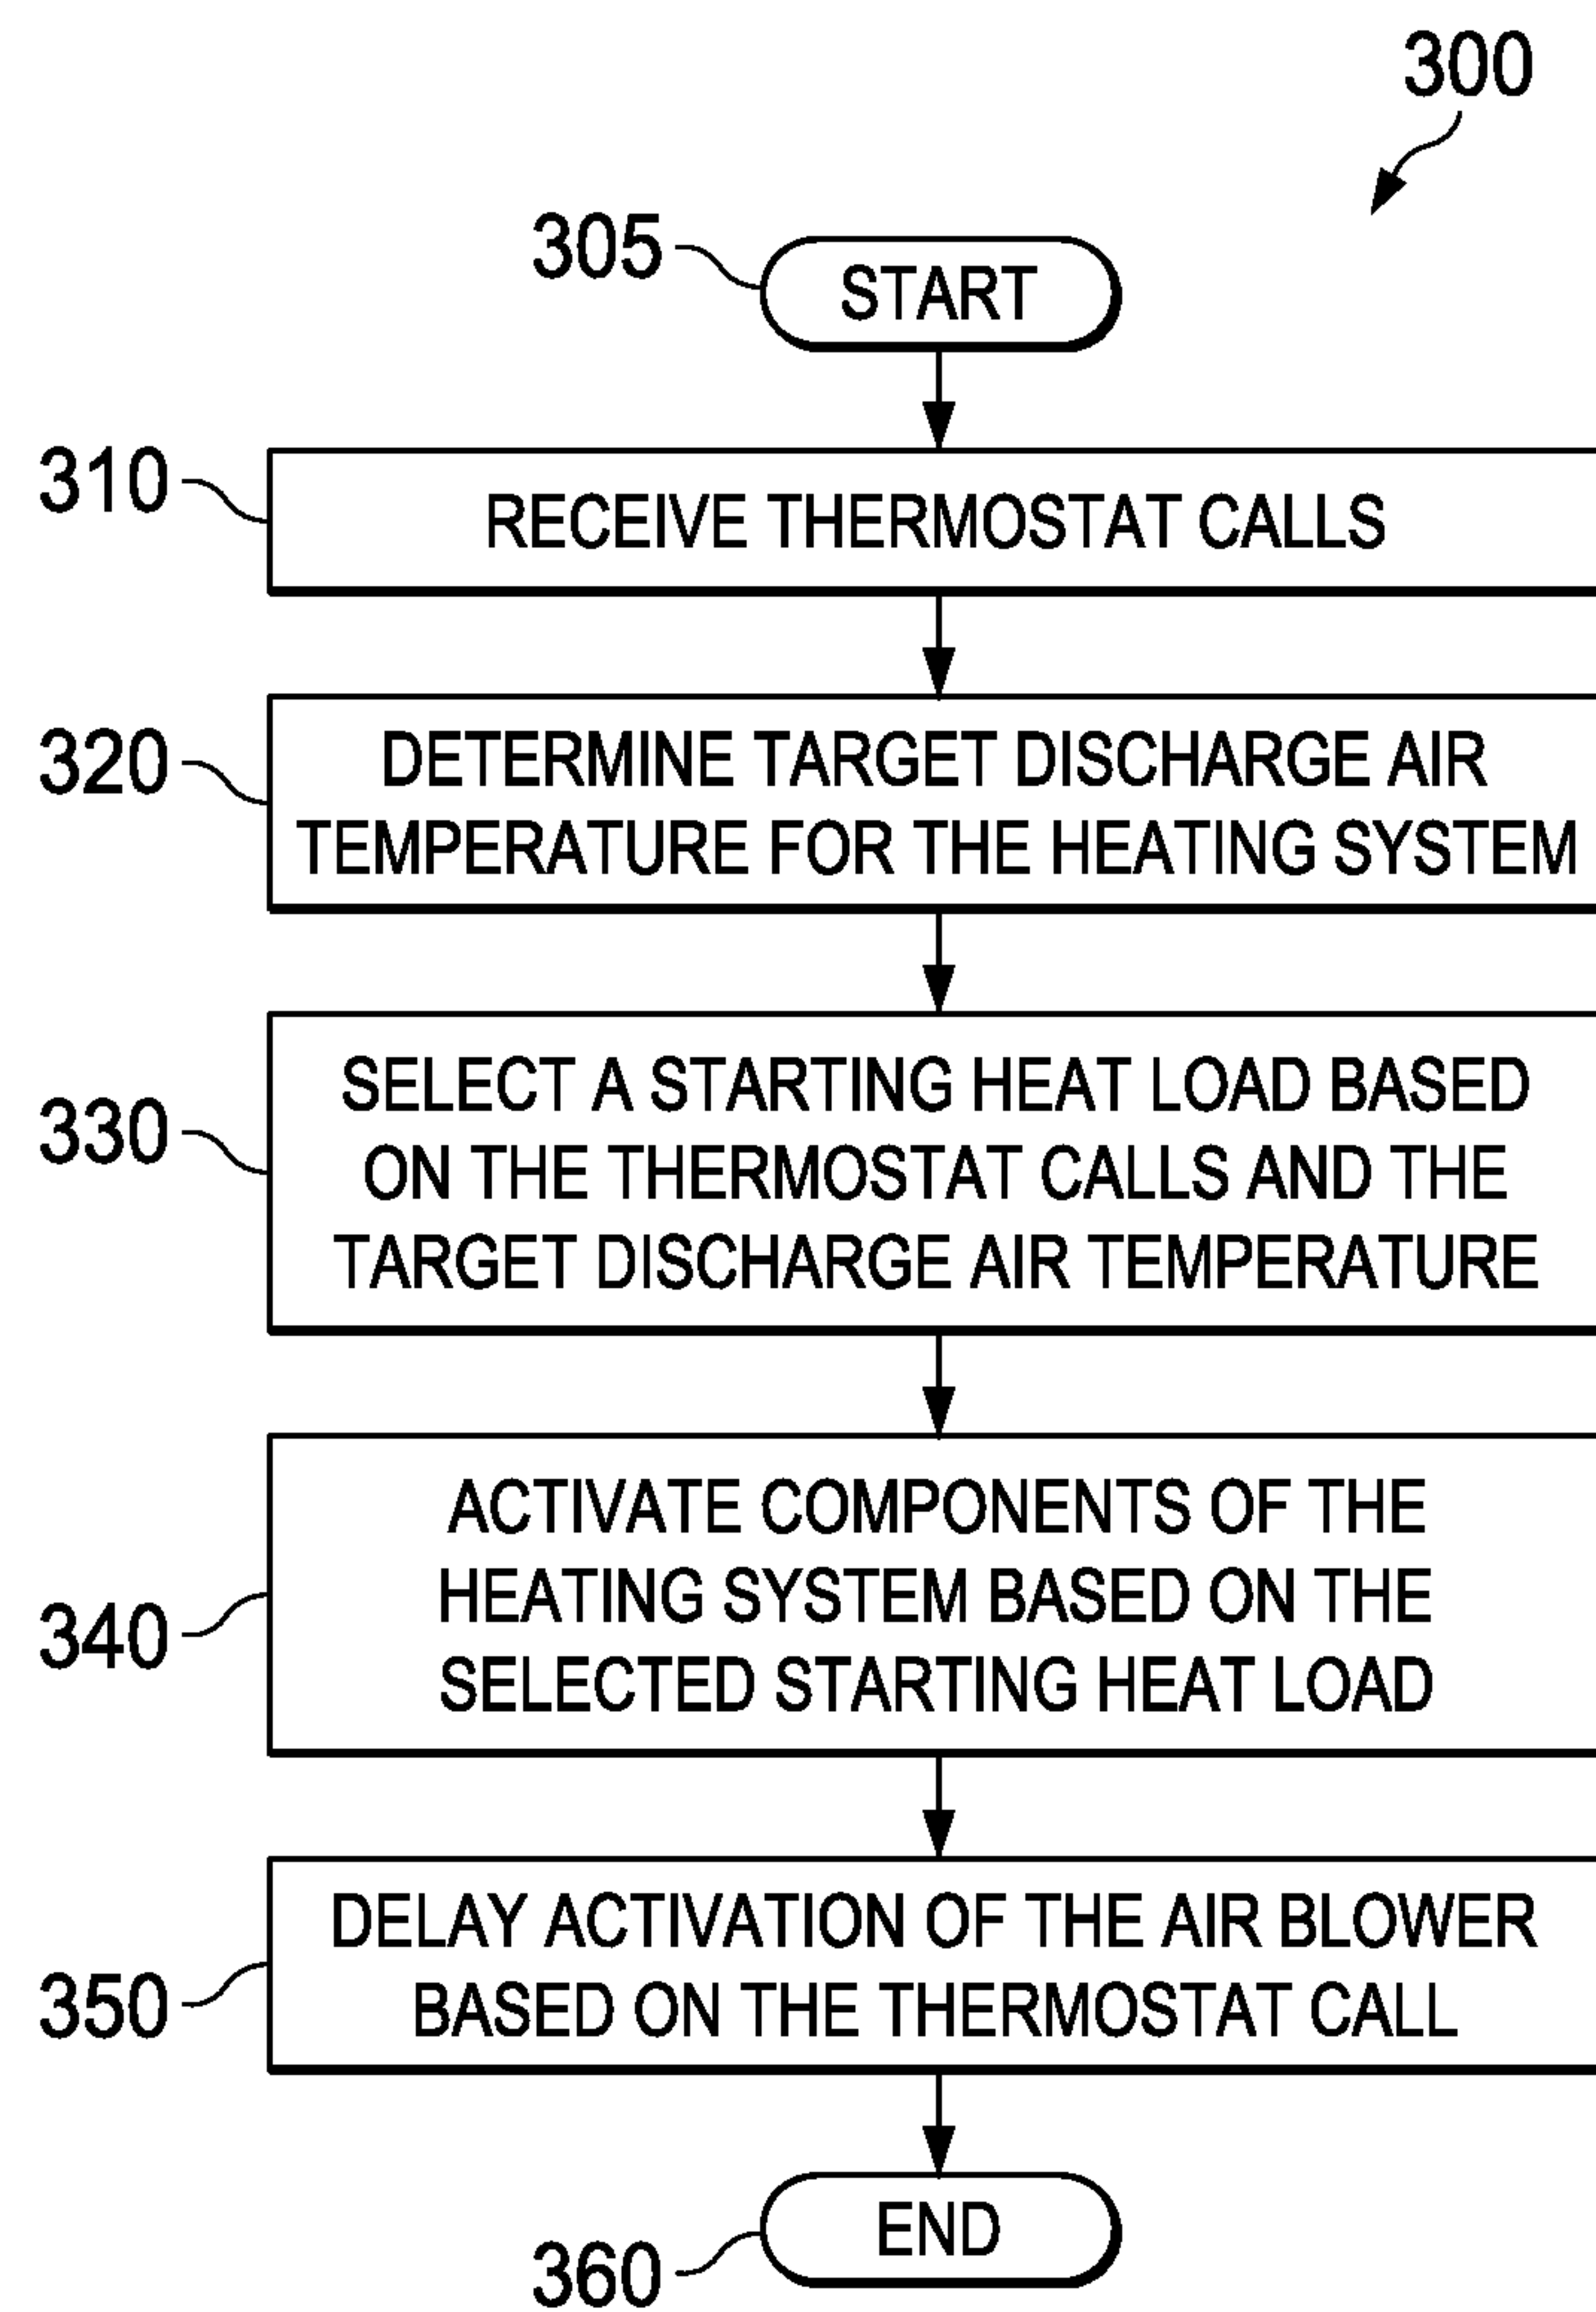 300
305
START
310
RECEIVE THERMOSTAT CALLS
320
DETERMINE TARGET DISCHARGE AIR
TEMPERATURE FOR THE HEATING SYSTEM
330
SELECT A STARTING HEAT LOAD BASED
ON THE THERMOSTAT CALLS AND THE
TARGET DISCHARGE AIR TEMPERATURE
340
ACTIVATE COMPONENTS OF THE
HEATING SYSTEM BASED ON THE
SELECTED STARTING HEAT LOAD
350
DELAY ACTIVATION OF THE AIR BLOWER
BASED ON THE THERMOSTAT CALL
360
END